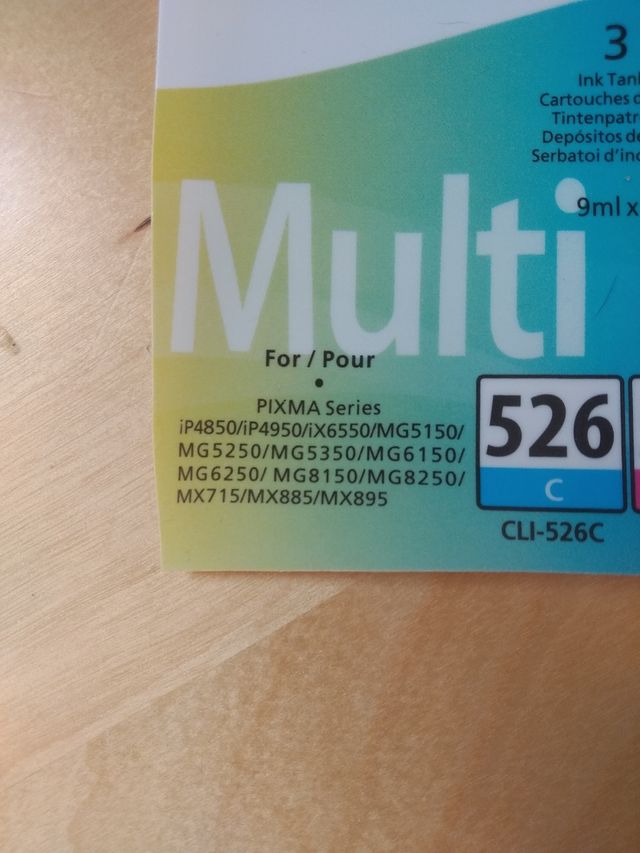 3
Ink Tan
Cartouches d
Tintenpatr
Depósitos de
Serbatoi d'inc
9ml x
Multi
For / Pour
•
PIXMA Series
iP4850/iP4950/iX6550/MG5150/
MG5250/MG5350/MG6150/
MG6250/ MG8150/MG8250/
MX715/MX885/MX895
526
C
CLI-526C